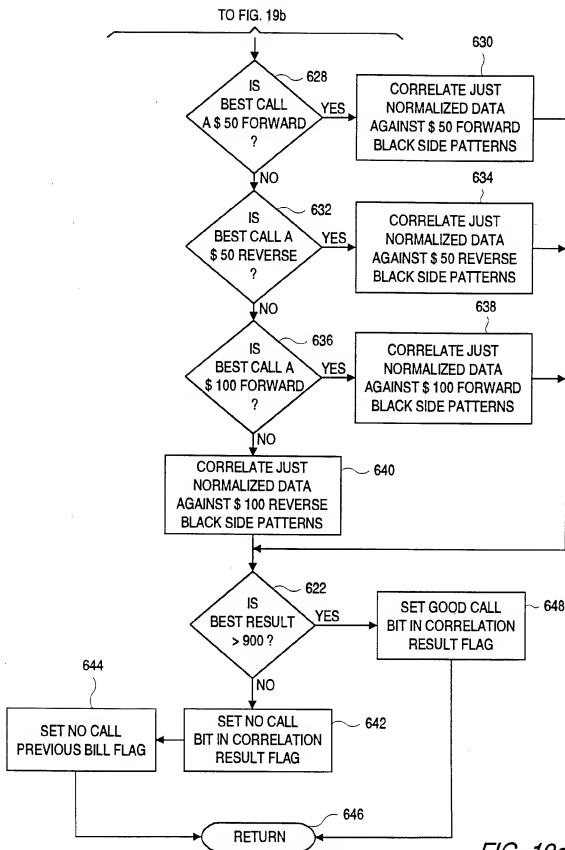 TO FIG. 19b
628
IS
BEST CALL
A $ 50 FORWARD
?
YES
NO
630
CORRELATE JUST
NORMALIZED DATA
AGAINST $ 50 FORWARD
BLACK SIDE PATTERNS
632
IS
BEST CALL A
$ 50 REVERSE
?
YES
NO
634
CORRELATE JUST
NORMALIZED DATA
AGAINST $ 50 REVERSE
BLACK SIDE PATTERNS
636
IS
BEST CALL A
$ 100 FORWARD
?
YES
NO
638
CORRELATE JUST
NORMALIZED DATA
AGAINST $ 100 FORWARD
BLACK SIDE PATTERNS
640
CORRELATE JUST
NORMALIZED DATA
AGAINST $ 100 REVERSE
BLACK SIDE PATTERNS
622
IS
BEST RESULT
> 900 ?
YES
NO
648
SET GOOD CALL
BIT IN CORRELATION
RESULT FLAG
642
SET NO CALL
BIT IN CORRELATION
RESULT FLAG
644
SET NO CALL
PREVIOUS BILL FLAG
646
RETURN
FIG.